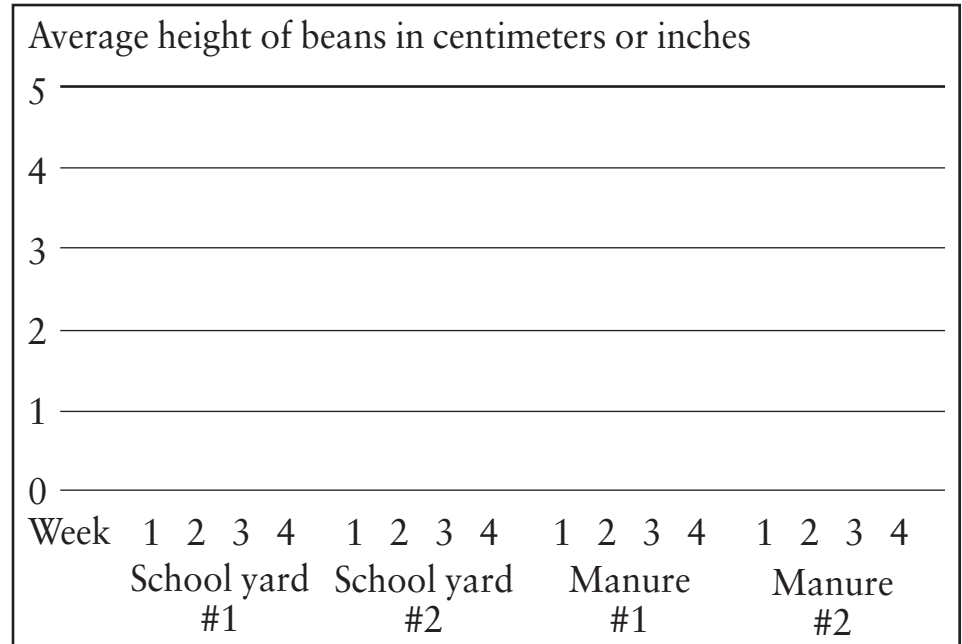 Average height of beans in centimeters or inches
5
4
3
2
1
0
Week 1 2 3 4 1 2 3 4 1 2 3 4 1 2 3 4
School yard School yard Manure Manure
#1 #2 #1 #2